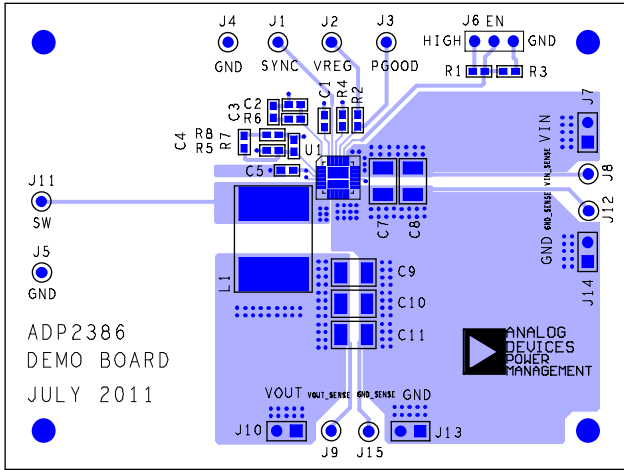 J4 J1 J2 J3 J6 EN
HIGH GND
GND SYNC VREG PGOOD
R1 R3
C1 R4 R2
C3 C2
R6
J7
VIN
C4 R8 R7
R5
U1
C5
VIN_SENSE
J8
J11
SW
GND_SENSE
J12
C7 C8
J5
GND
L1
GND
J14
C9
C10
C11
ADP2386
DEMO BOARD
JULY 2011
ANALOG
DEVICES
POWER
MANAGEMENT
VOUT VOUT_SENSE GND_SENSE GND
J10 J9 J15 J13